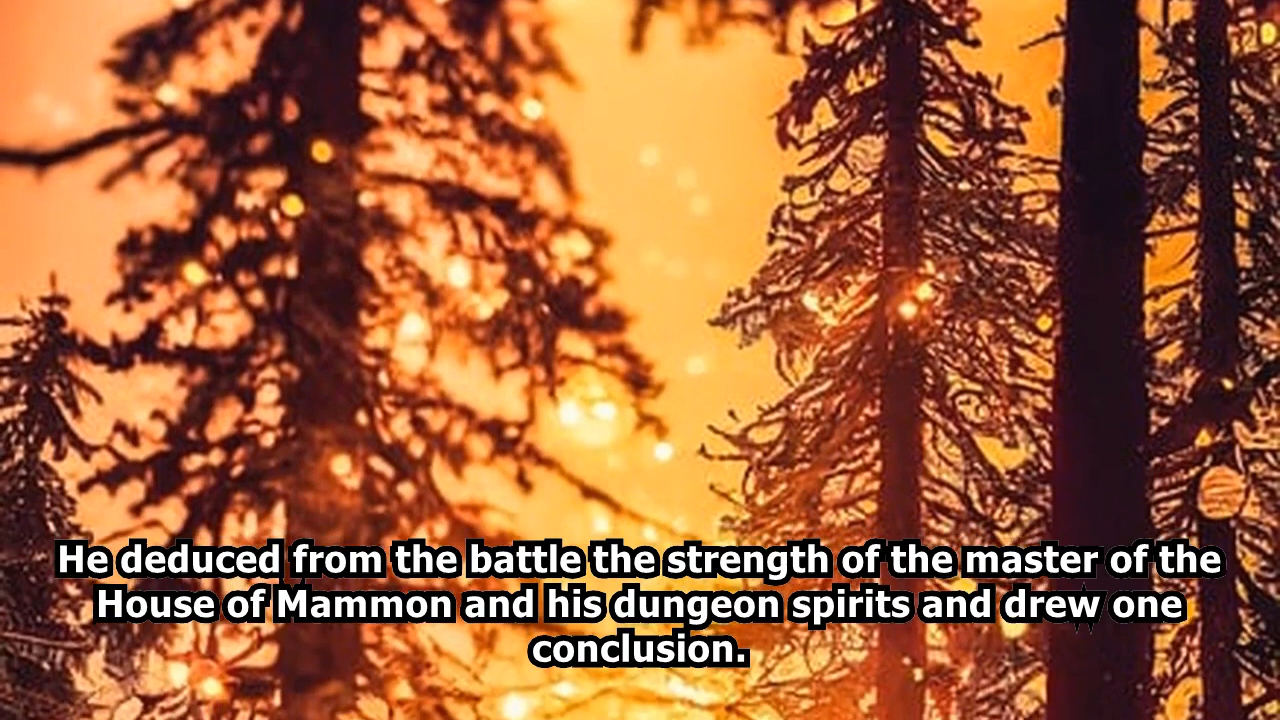 He deduced from the battle the strength of the master of the
House of Mammon and his dungeon spirits and drew one
conclusion.